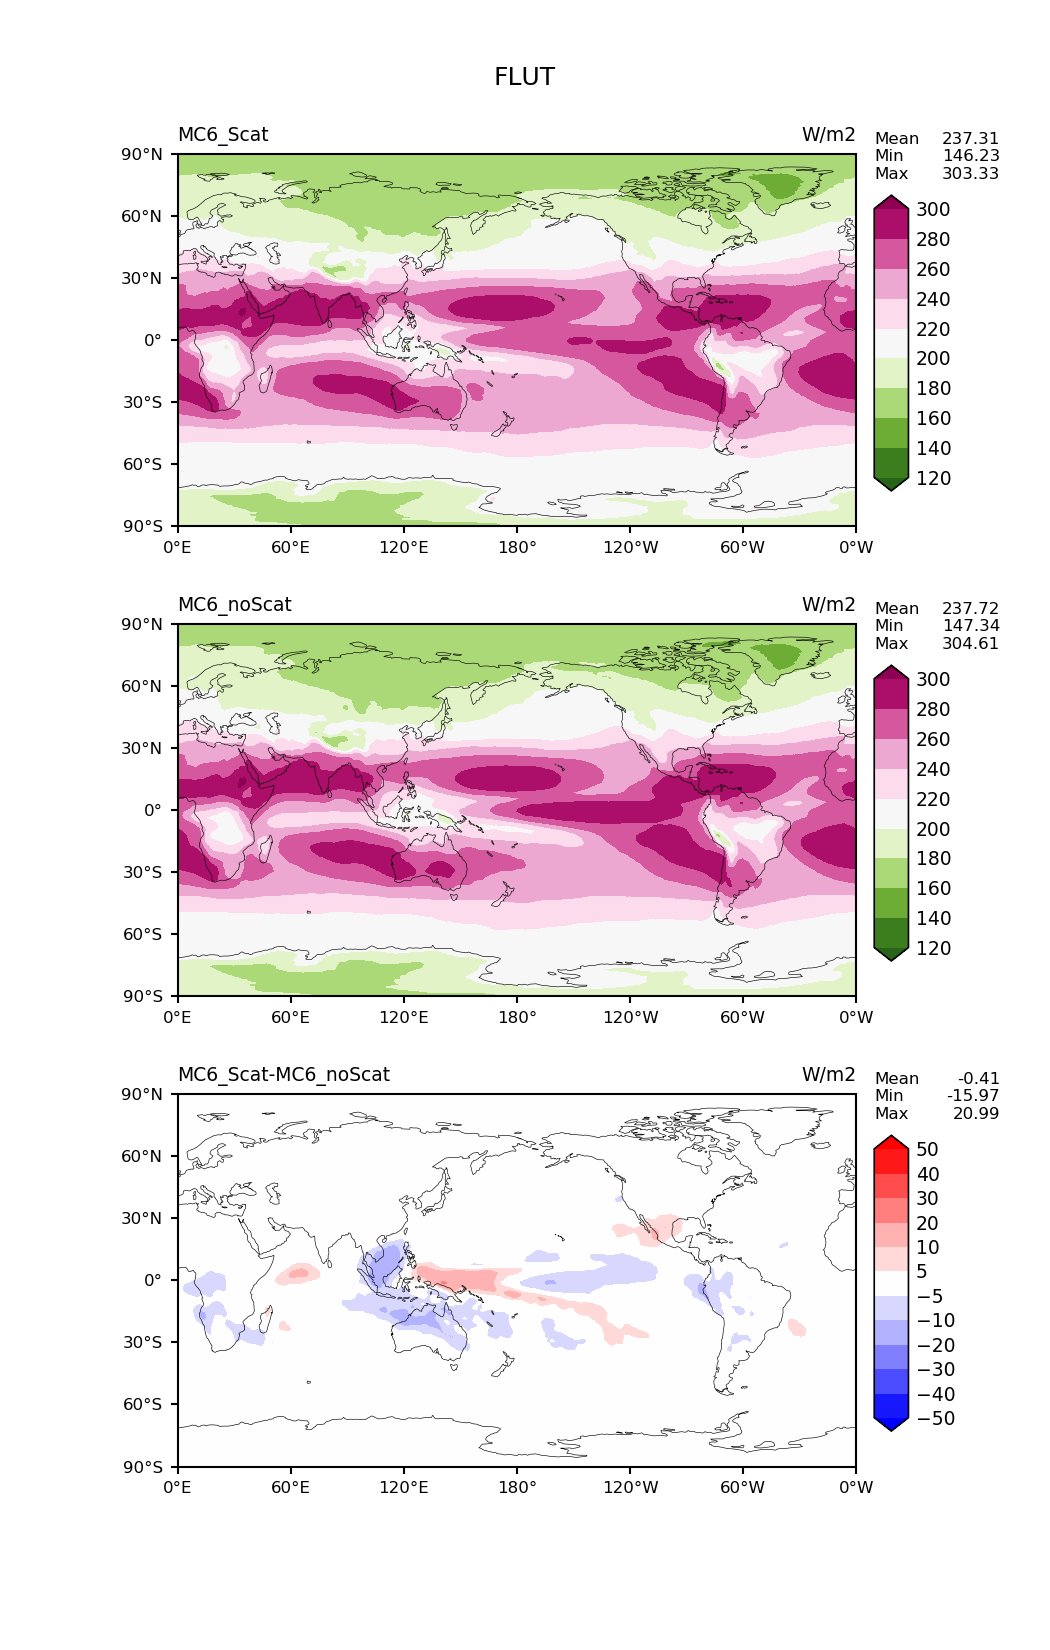 FLUT
MC6_Scat W/m2
Mean 237.31
Min 146.23
Max 303.33
90°N
60°N
30°N
0°
30°S
60°S
90°S
0°E 60°E 120°E 180° 120°W 60°W 0°W
300
280
260
240
220
200
180
160
140
120
MC6_noScat W/m2
Mean 237.72
Min 147.34
Max 304.61
90°N
60°N
30°N
0°
30°S
60°S
90°S
0°E 60°E 120°E 180° 120°W 60°W 0°W
300
280
260
240
220
200
180
160
140
120
MC6_Scat-MC6_noScat W/m2
Mean -0.41
Min -15.97
Max 20.99
90°N
60°N
30°N
0°
30°S
60°S
90°S
0°E 60°E 120°E 180° 120°W 60°W 0°W
50
40
30
20
10
5
−5
−10
−20
−30
−40
−50